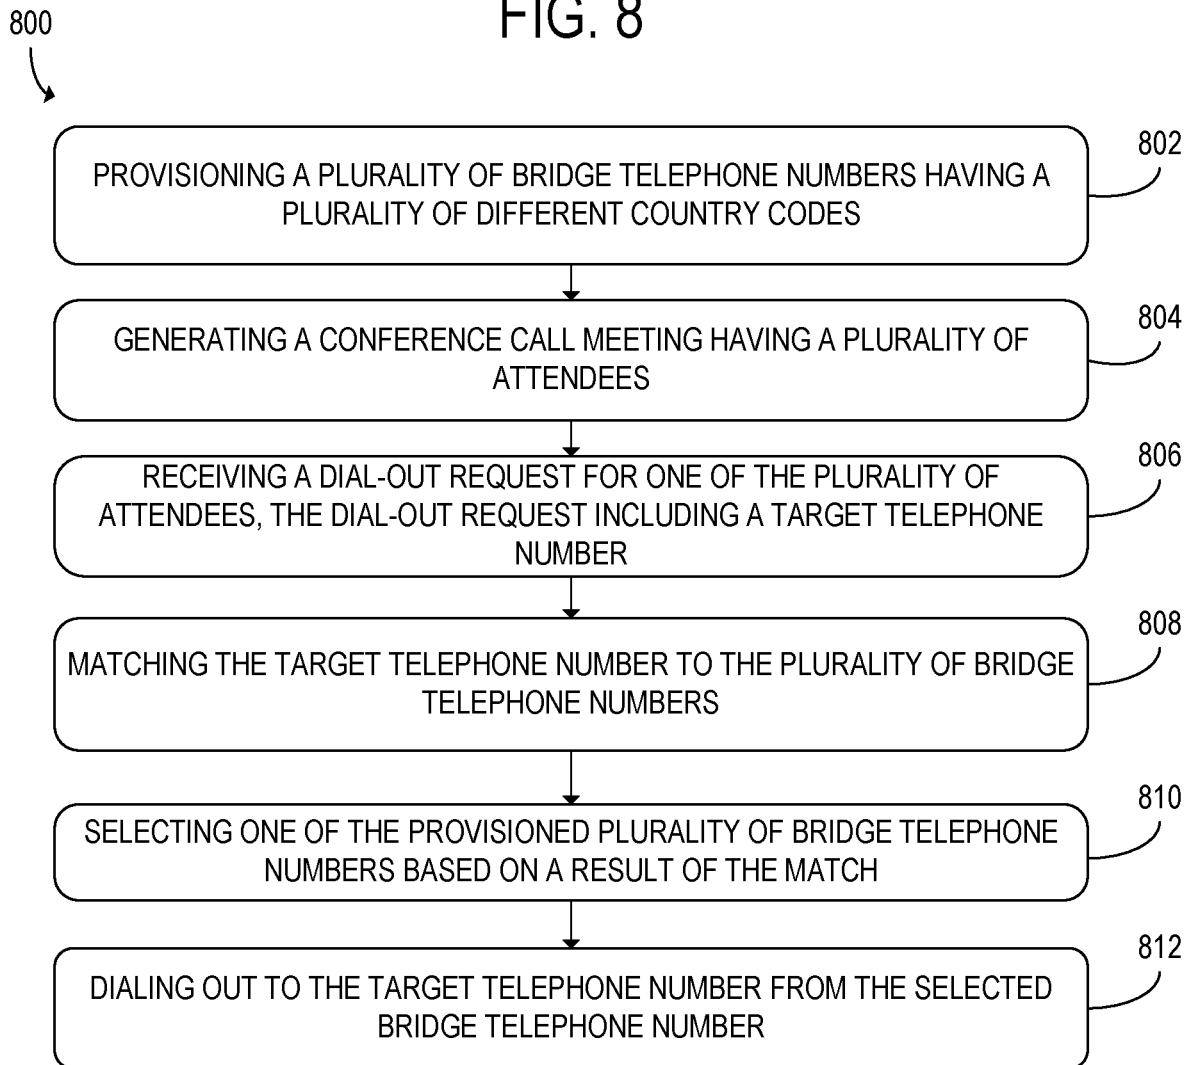 FIG. 8
800
PROVISIONING A PLURALITY OF BRIDGE TELEPHONE NUMBERS HAVING A
PLURALITY OF DIFFERENT COUNTRY CODES
802
GENERATING A CONFERENCE CALL MEETING HAVING A PLURALITY OF
ATTENDEES
804
RECEIVING A DIAL-OUT REQUEST FOR ONE OF THE PLURALITY OF
ATTENDEES, THE DIAL-OUT REQUEST INCLUDING A TARGET TELEPHONE
NUMBER
806
MATCHING THE TARGET TELEPHONE NUMBER TO THE PLURALITY OF BRIDGE
TELEPHONE NUMBERS
808
SELECTING ONE OF THE PROVISIONED PLURALITY OF BRIDGE TELEPHONE
NUMBERS BASED ON A RESULT OF THE MATCH
810
DIALING OUT TO THE TARGET TELEPHONE NUMBER FROM THE SELECTED
BRIDGE TELEPHONE NUMBER
812